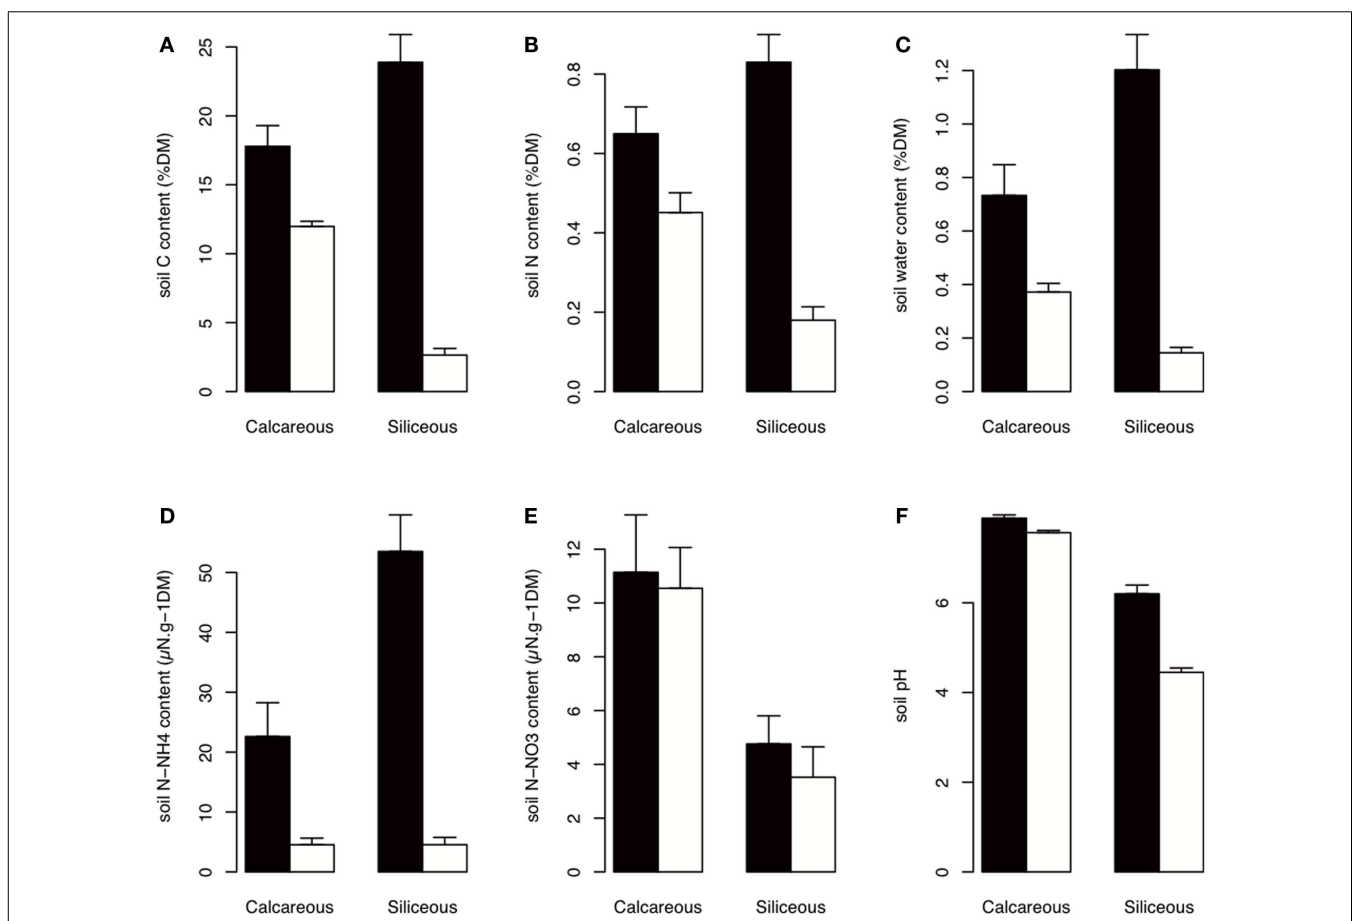 A
soil C content (%DM)
0
5
10
15
20
25
Calcareous
Siliceous
B
soil N content (%DM)
0.0
0.2
0.4
0.6
0.8
Calcareous
Siliceous
C
soil water content (%DM)
0.0
0.2
0.4
0.6
0.8
1.0
1.2
Calcareous
Siliceous
D
soil N−NH4 content (µN.g−1DM)
0
10
20
30
40
50
Calcareous
Siliceous
E
soil N−NO3 content (µN.g−1DM)
0
2
4
6
8
10
12
Calcareous
Siliceous
F
soil pH
0
2
4
6
Calcareous
Siliceous